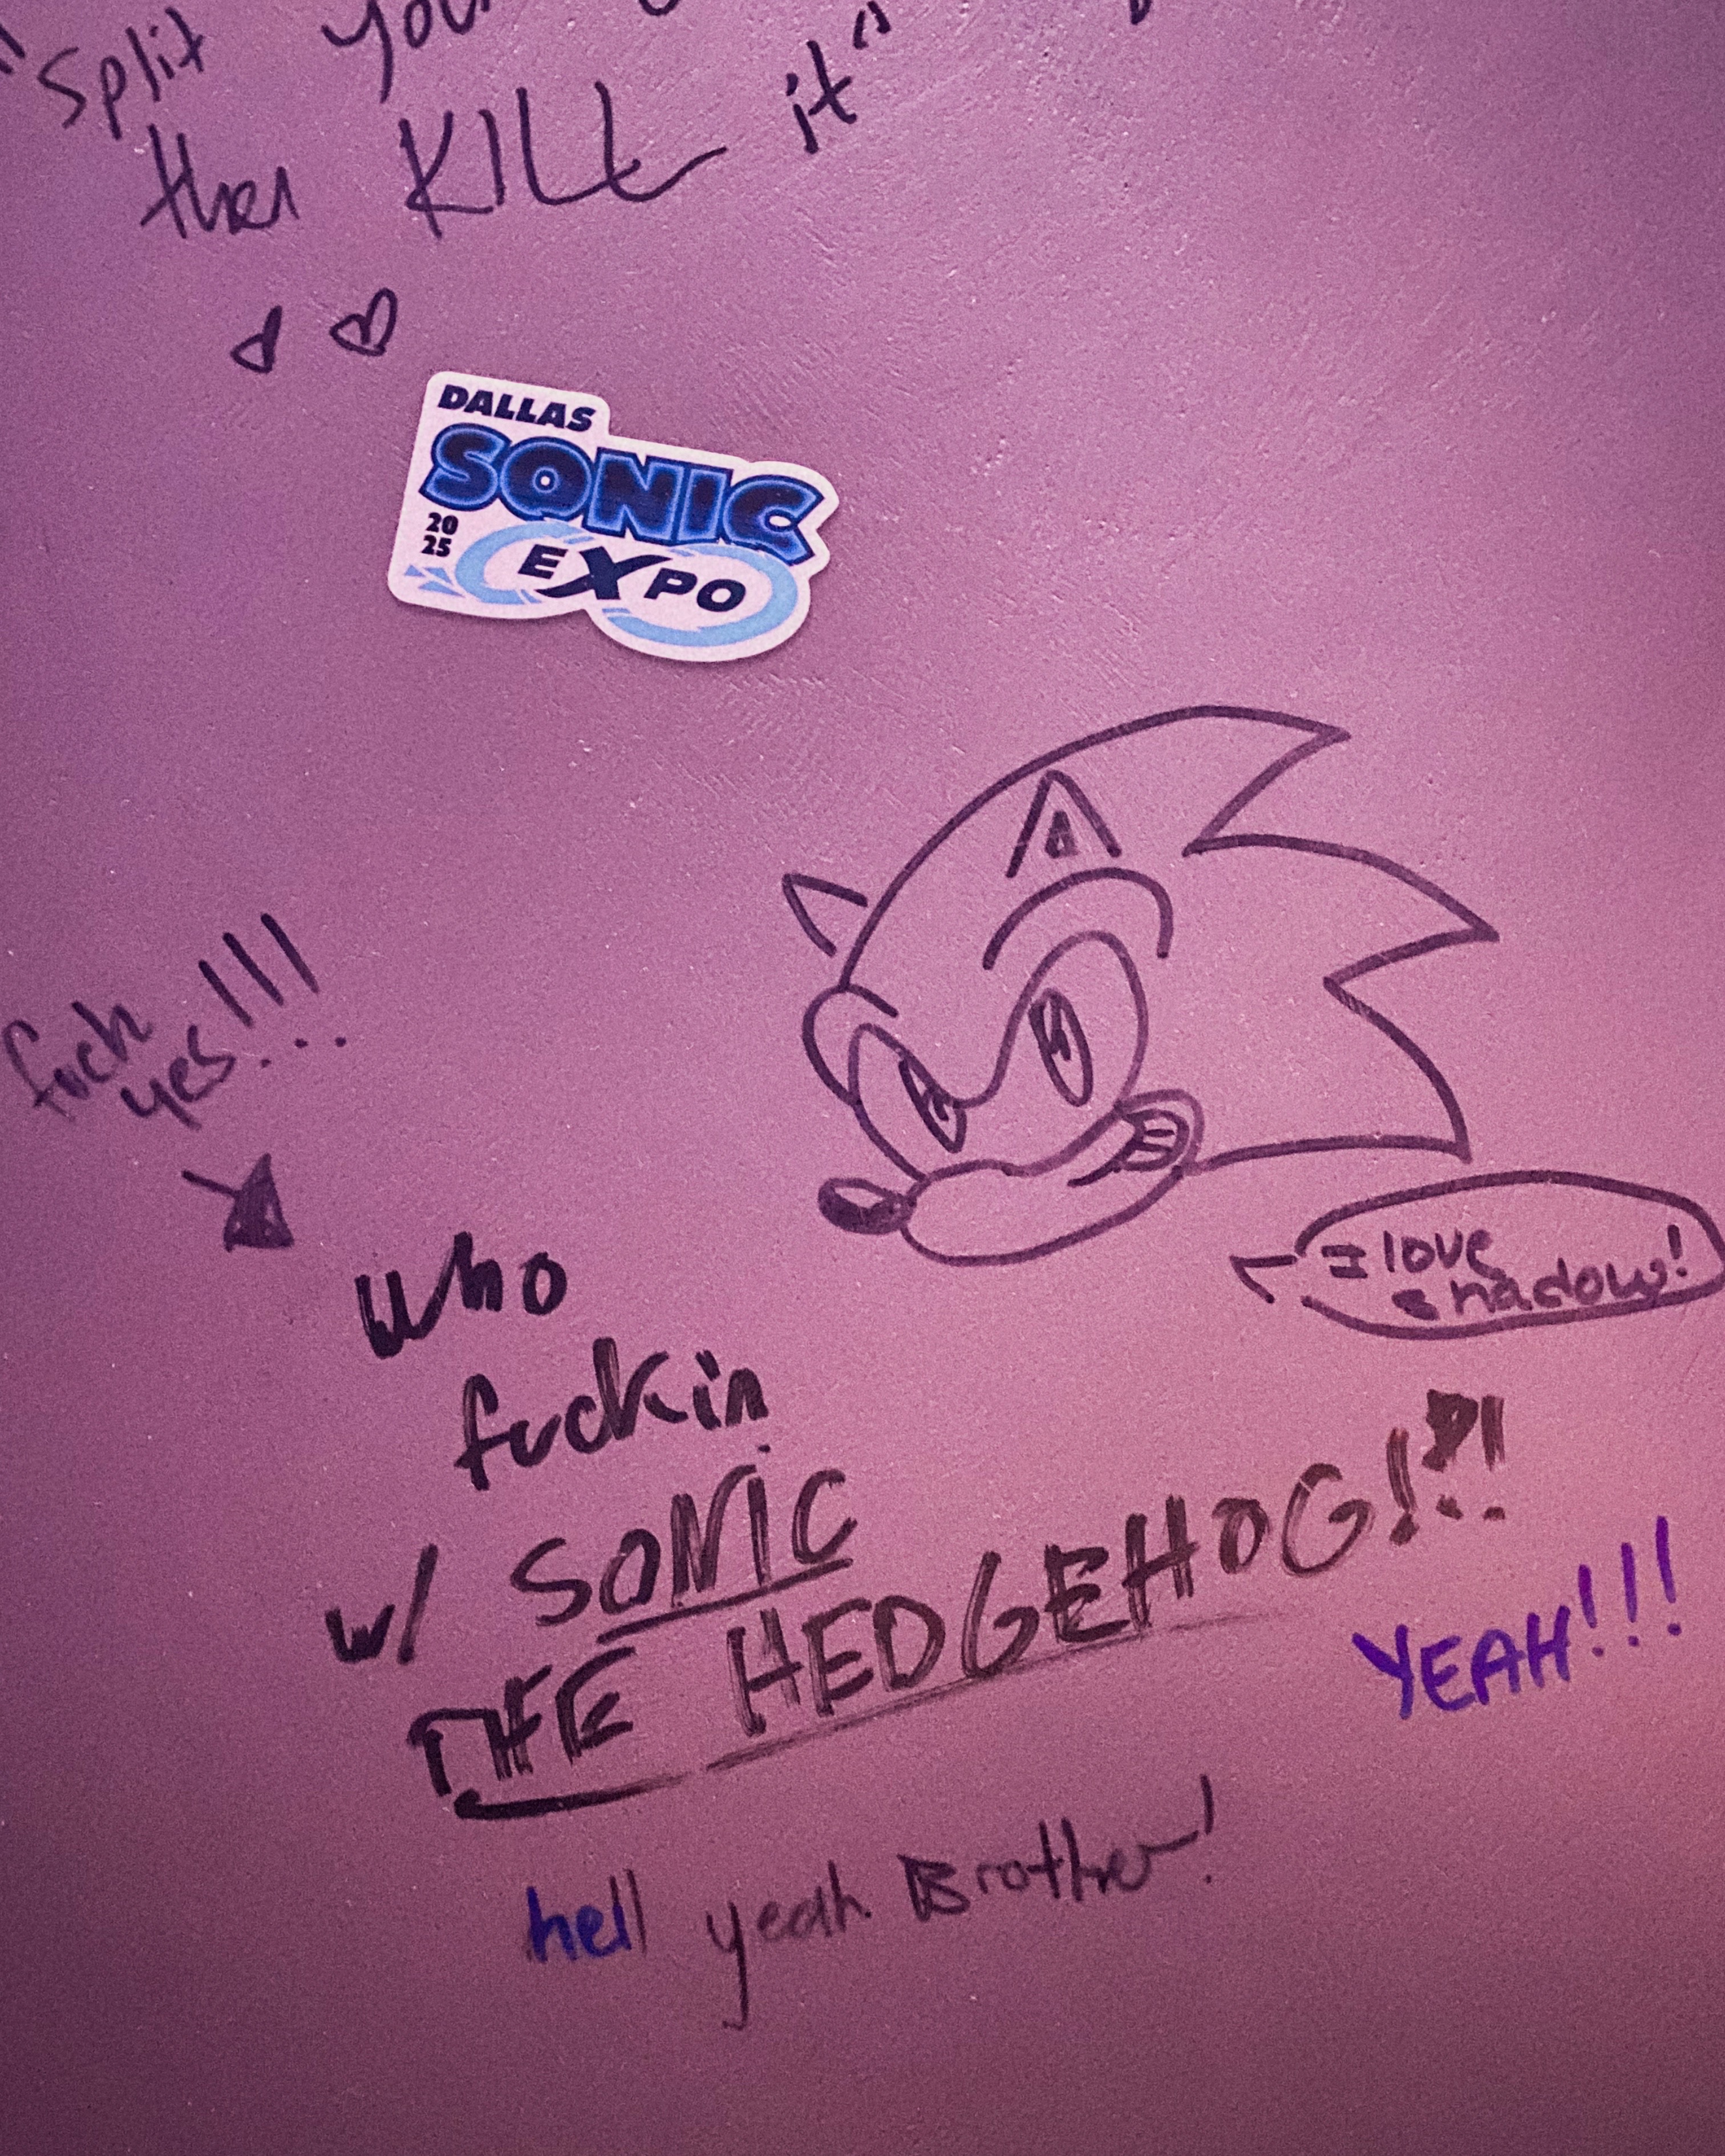 Split your
then KILL it"
DALLAS
SONIC
20
25
EXPO
fuck
yes!!!
I love
shadow!
Who
fuckin
w/ SONIC
THE HEDGEHOG!?!
YEAH!!!
hell yeah Brother!